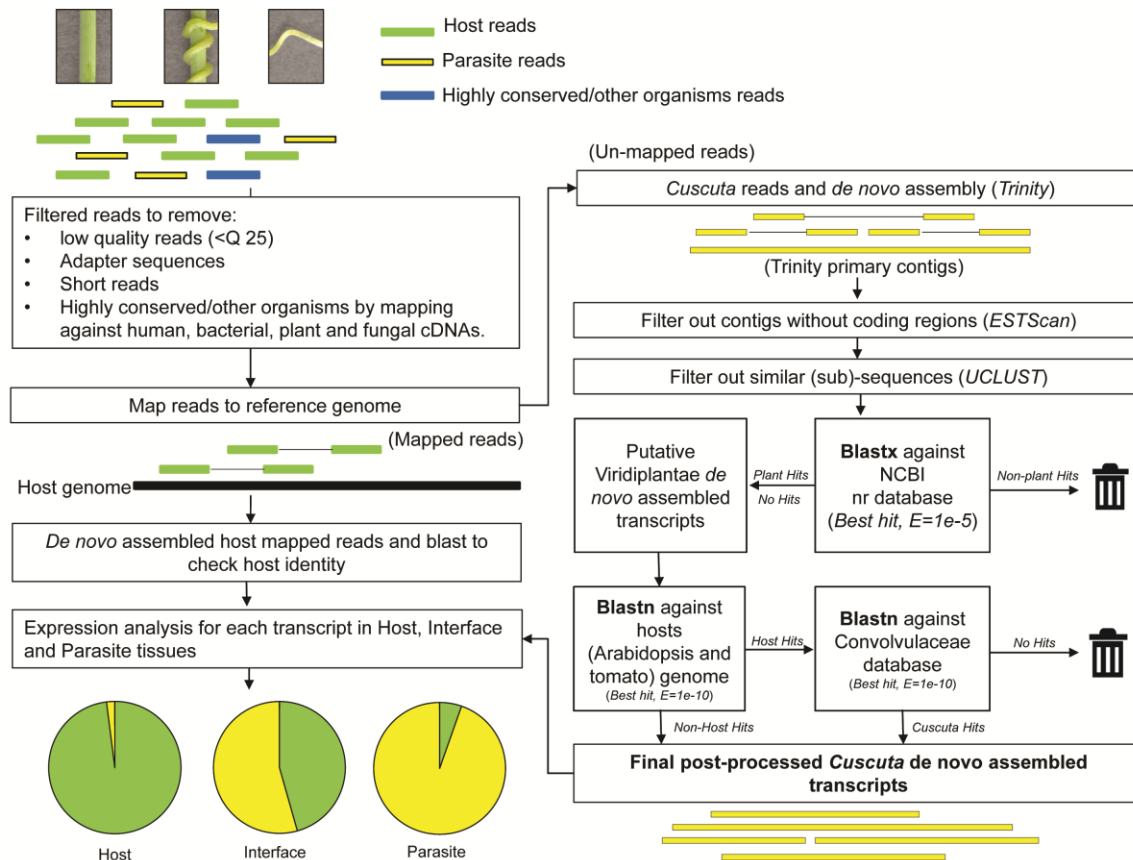 Host reads
Parasite reads
Highly conserved/other organisms reads
Filtered reads to remove:
• low quality reads (<Q 25)
• Adapter sequences
• Short reads
• Highly conserved/other organisms by mapping
against human, bacterial, plant and fungal cDNAs.
Map reads to reference genome
(Mapped reads)
Host genome
De novo assembled host mapped reads and blast to
check host identity
Expression analysis for each transcript in Host, Interface
and Parasite tissues
Host
Interface
Parasite
(Un-mapped reads)
Cuscuta reads and de novo assembly (Trinity)
(Trinity primary contigs)
Filter out contigs without coding regions (ESTScan)
Filter out similar (sub)-sequences (UCLUST)
Putative
Viridiplantae de
novo assembled
transcripts
Plant Hits
No Hits
Blastx against
NCBI
nr database
(Best hit, E=1e-5)
Non-plant Hits
Blastn against
hosts
(Arabidopsis and
tomato) genome
(Best hit, E=1e-10)
Host Hits
Blastn against
Convolvulaceae
database
(Best hit, E=1e-10)
No Hits
Non-Host Hits
Cuscuta Hits
Final post-processed Cuscuta de novo assembled
transcripts